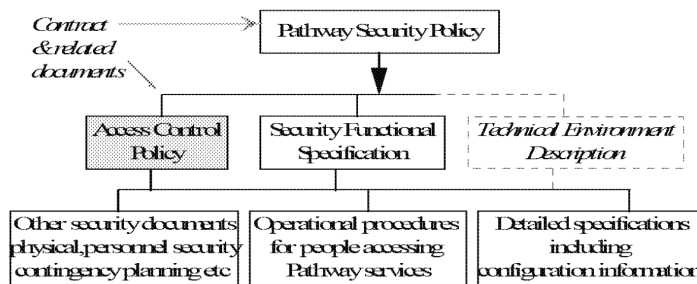 Contract
& related
documents
Pathway Security Policy
Access Control
Policy
Security Functional
Specification
Technical Environment
Description
Other security documents
physical, personnel security
contingency planning etc
Operational procedures
for people accessing
Pathway services
Detailed specifications
including
configuration information